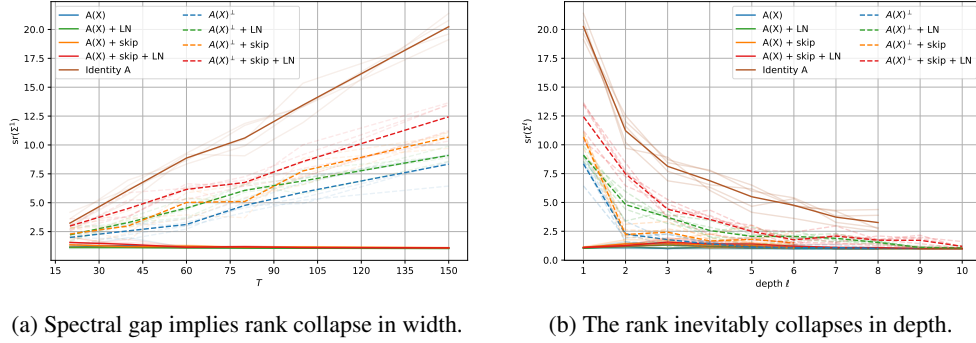 A(X)
A(X) + LN
A(X) + skip
A(X) + skip + LN
Identity A
A(X)⊥
A(X)⊥ + LN
A(X)⊥ + skip
A(X)⊥ + skip + LN
sr(Σ¹)
20.0
17.5
15.0
12.5
10.0
7.5
5.0
2.5
15 30 45 60 75 90 105 120 135 150
T
A(X)
A(X) + LN
A(X) + skip
A(X) + skip + LN
Identity A
A(X)⊥
A(X)⊥ + LN
A(X)⊥ + skip
A(X)⊥ + skip + LN
sr(Σℓ)
20.0
17.5
15.0
12.5
10.0
7.5
5.0
2.5
0.0
1 2 3 4 5 6 7 8 9 10
depth ℓ
(a) Spectral gap implies rank collapse in width.
(b) The rank inevitably collapses in depth.